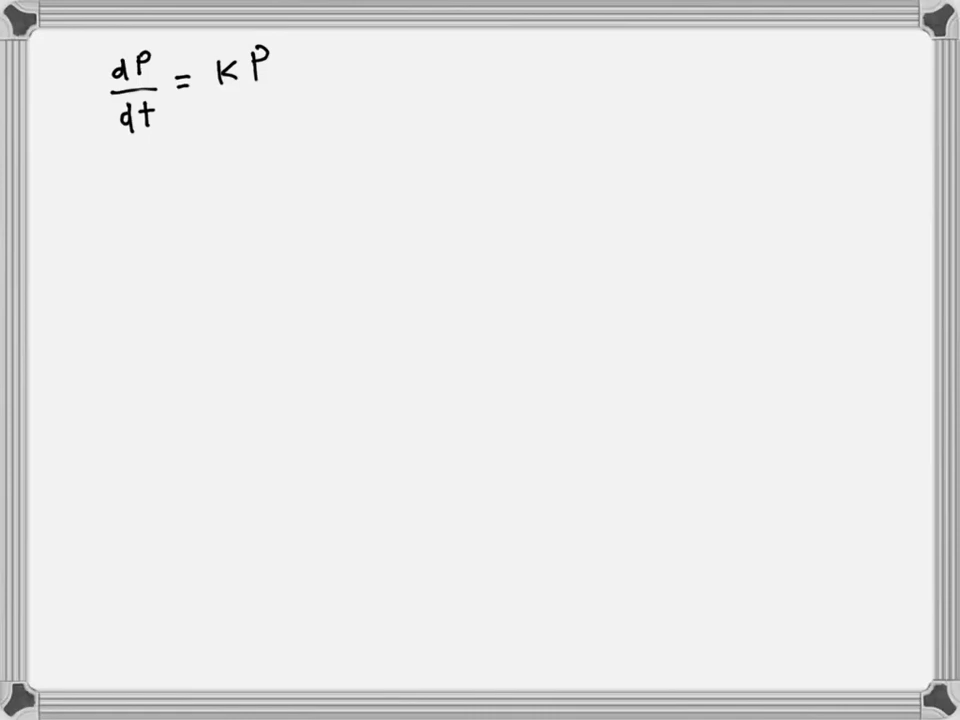 dP/dt = KP